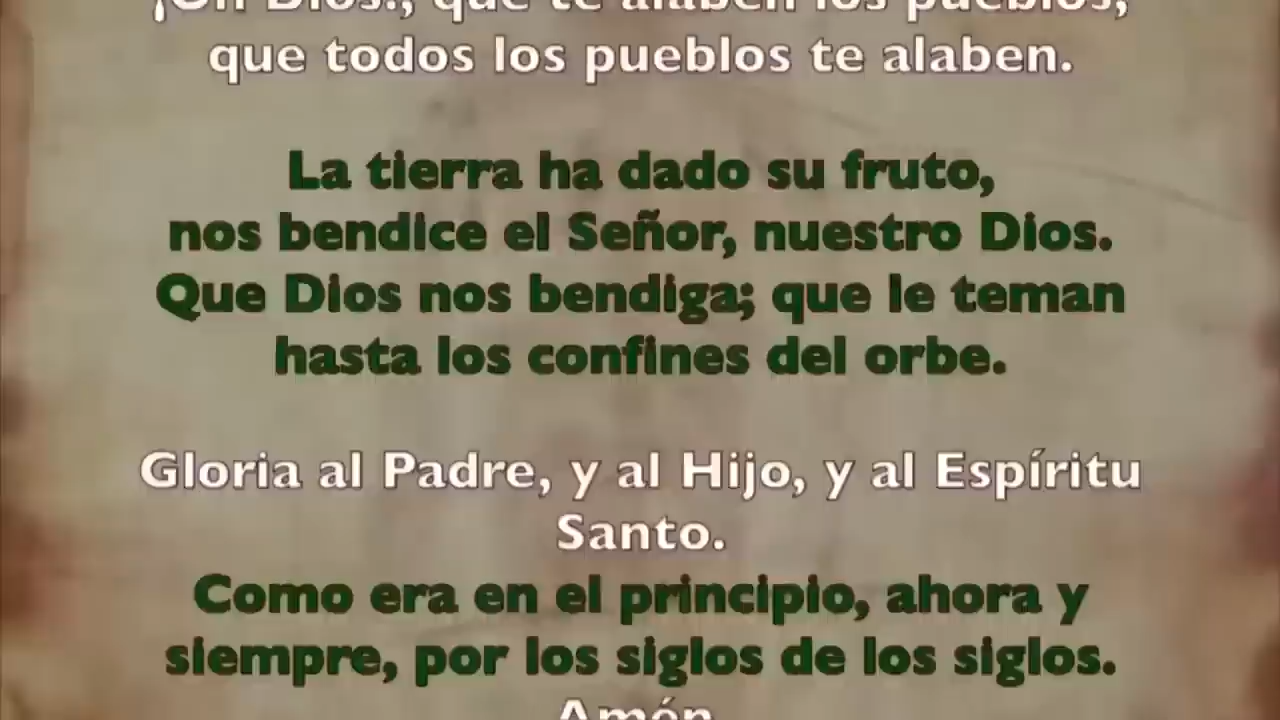 ¡Oh Dios!, que te alaben los pueblos,
que todos los pueblos te alaben.
La tierra ha dado su fruto,
nos bendice el Señor, nuestro Dios.
Que Dios nos bendiga; que le teman
hasta los confines del orbe.
Gloria al Padre, y al Hijo, y al Espíritu
Santo.
Como era en el principio, ahora y
siempre, por los siglos de los siglos.
Amén